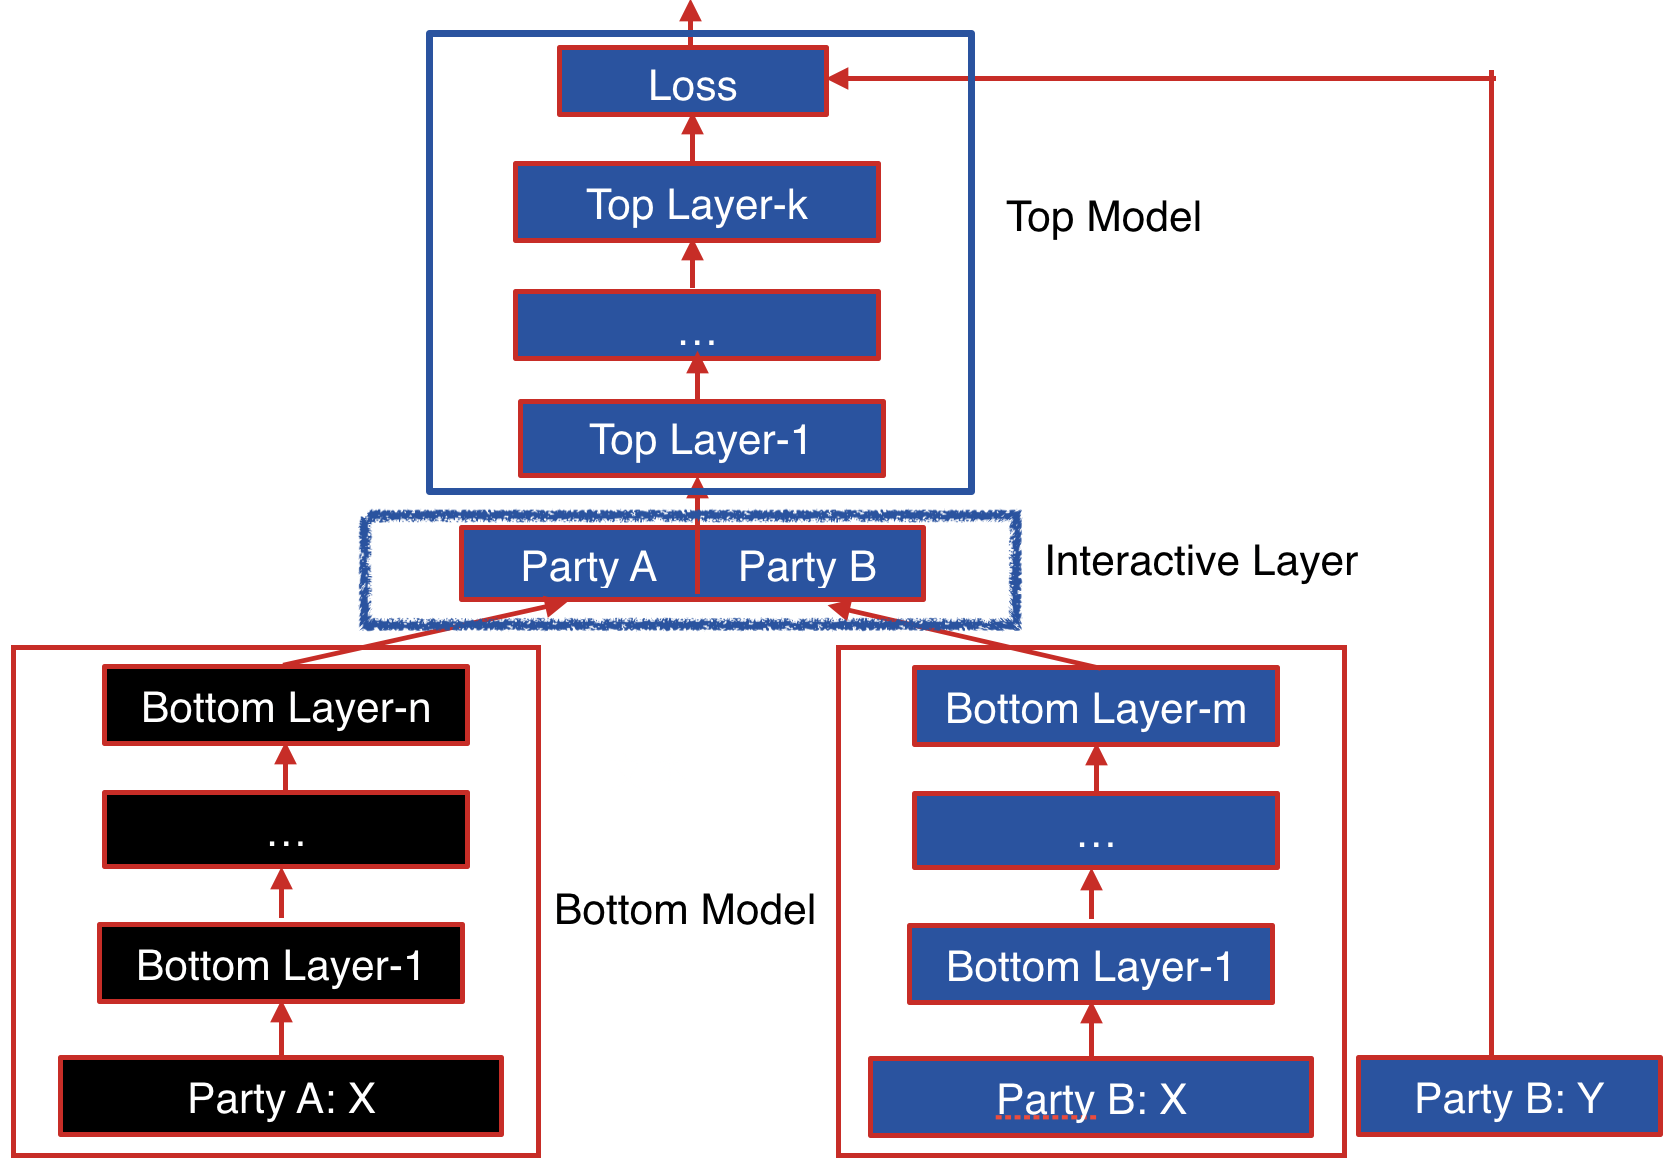 Loss
Top Layer-k
Top Model
...
Top Layer-1
Party A
Party B
Interactive Layer
Bottom Layer-n
Bottom Layer-m
...
...
Bottom Model
Bottom Layer-1
Bottom Layer-1
Party A: X
Party B: X
Party B: Y